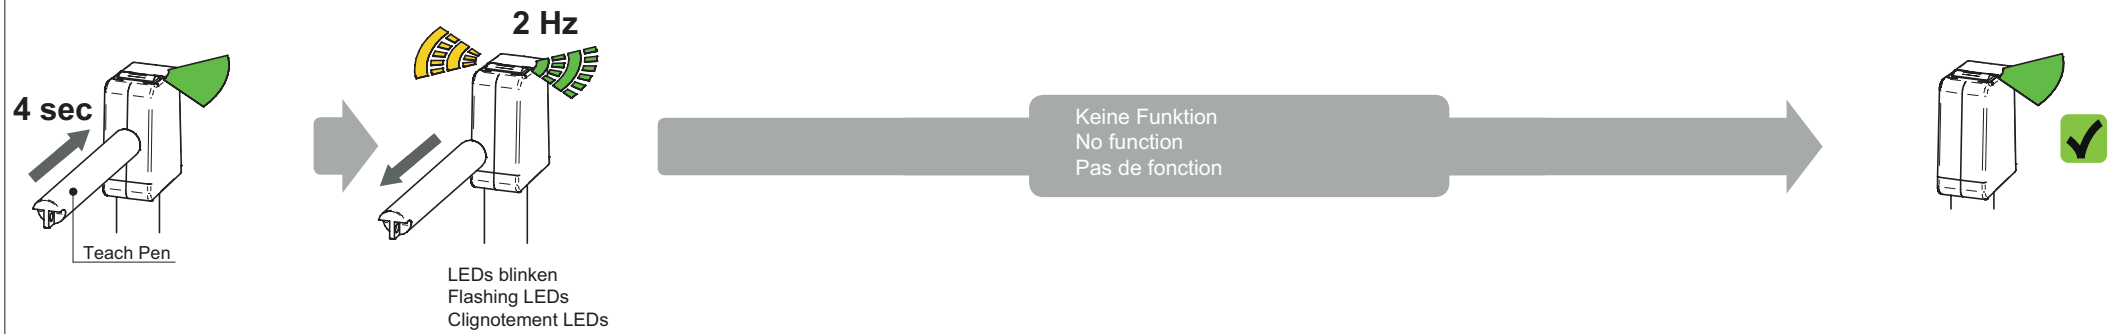 4 sec
Teach Pen
2 Hz
LEDs blinken
Flashing LEDs
Clignotement LEDs
Keine Funktion
No function
Pas de fonction